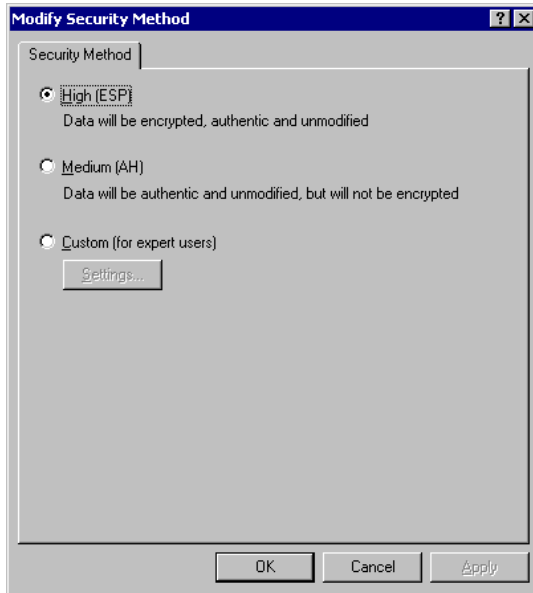 Modify Security Method
Security Method
High (ESP)
Data will be encrypted, authentic and unmodified
Medium (AH)
Data will be authentic and unmodified, but will not be encrypted
Custom (for expert users)
Settings...
OK Cancel Apply